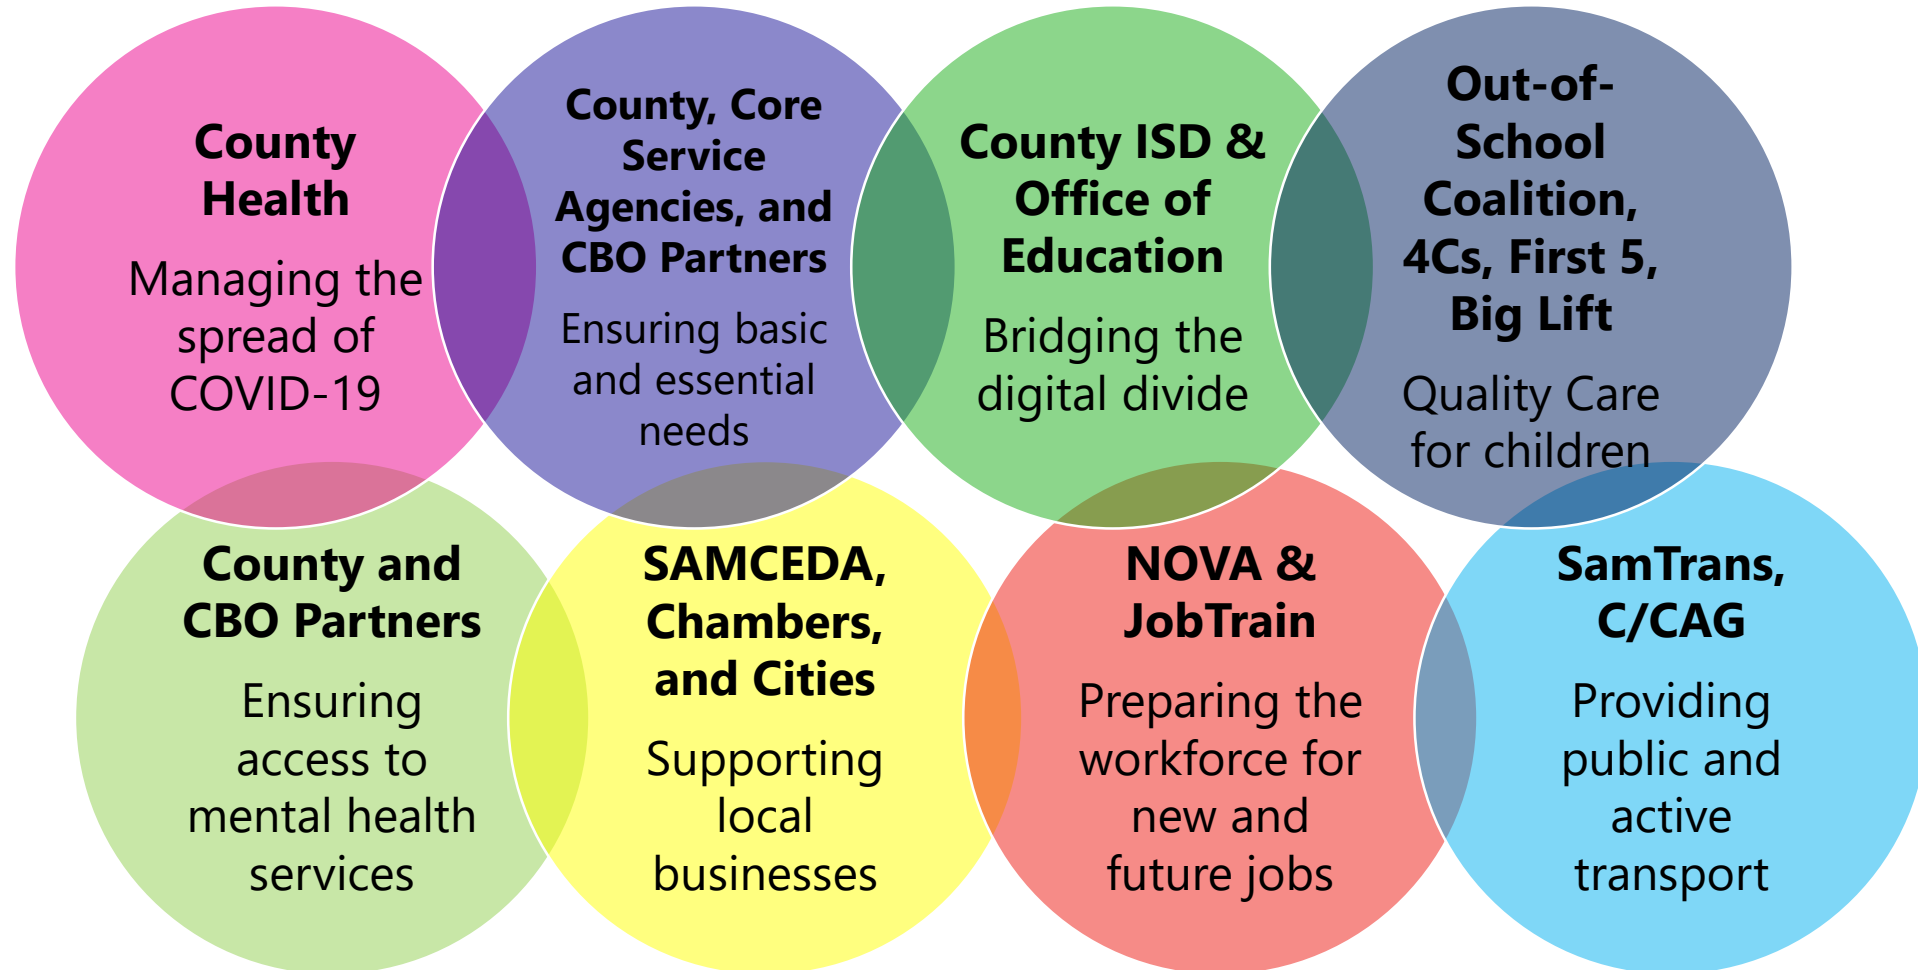 County
Health
Managing the
spread of
COVID-19
County, Core
Service
Agencies, and
CBO Partners
Ensuring basic
and essential
needs
County ISD &
Office of
Education
Bridging the
digital divide
Out-of-
School
Coalition,
4Cs, First 5,
Big Lift
Quality Care
for children
County and
CBO Partners
Ensuring
access to
mental health
services
SAMCEDA,
Chambers,
and Cities
Supporting
local
businesses
NOVA &
JobTrain
Preparing the
workforce for
new and
future jobs
SamTrans,
C/CAG
Providing
public and
active
transport